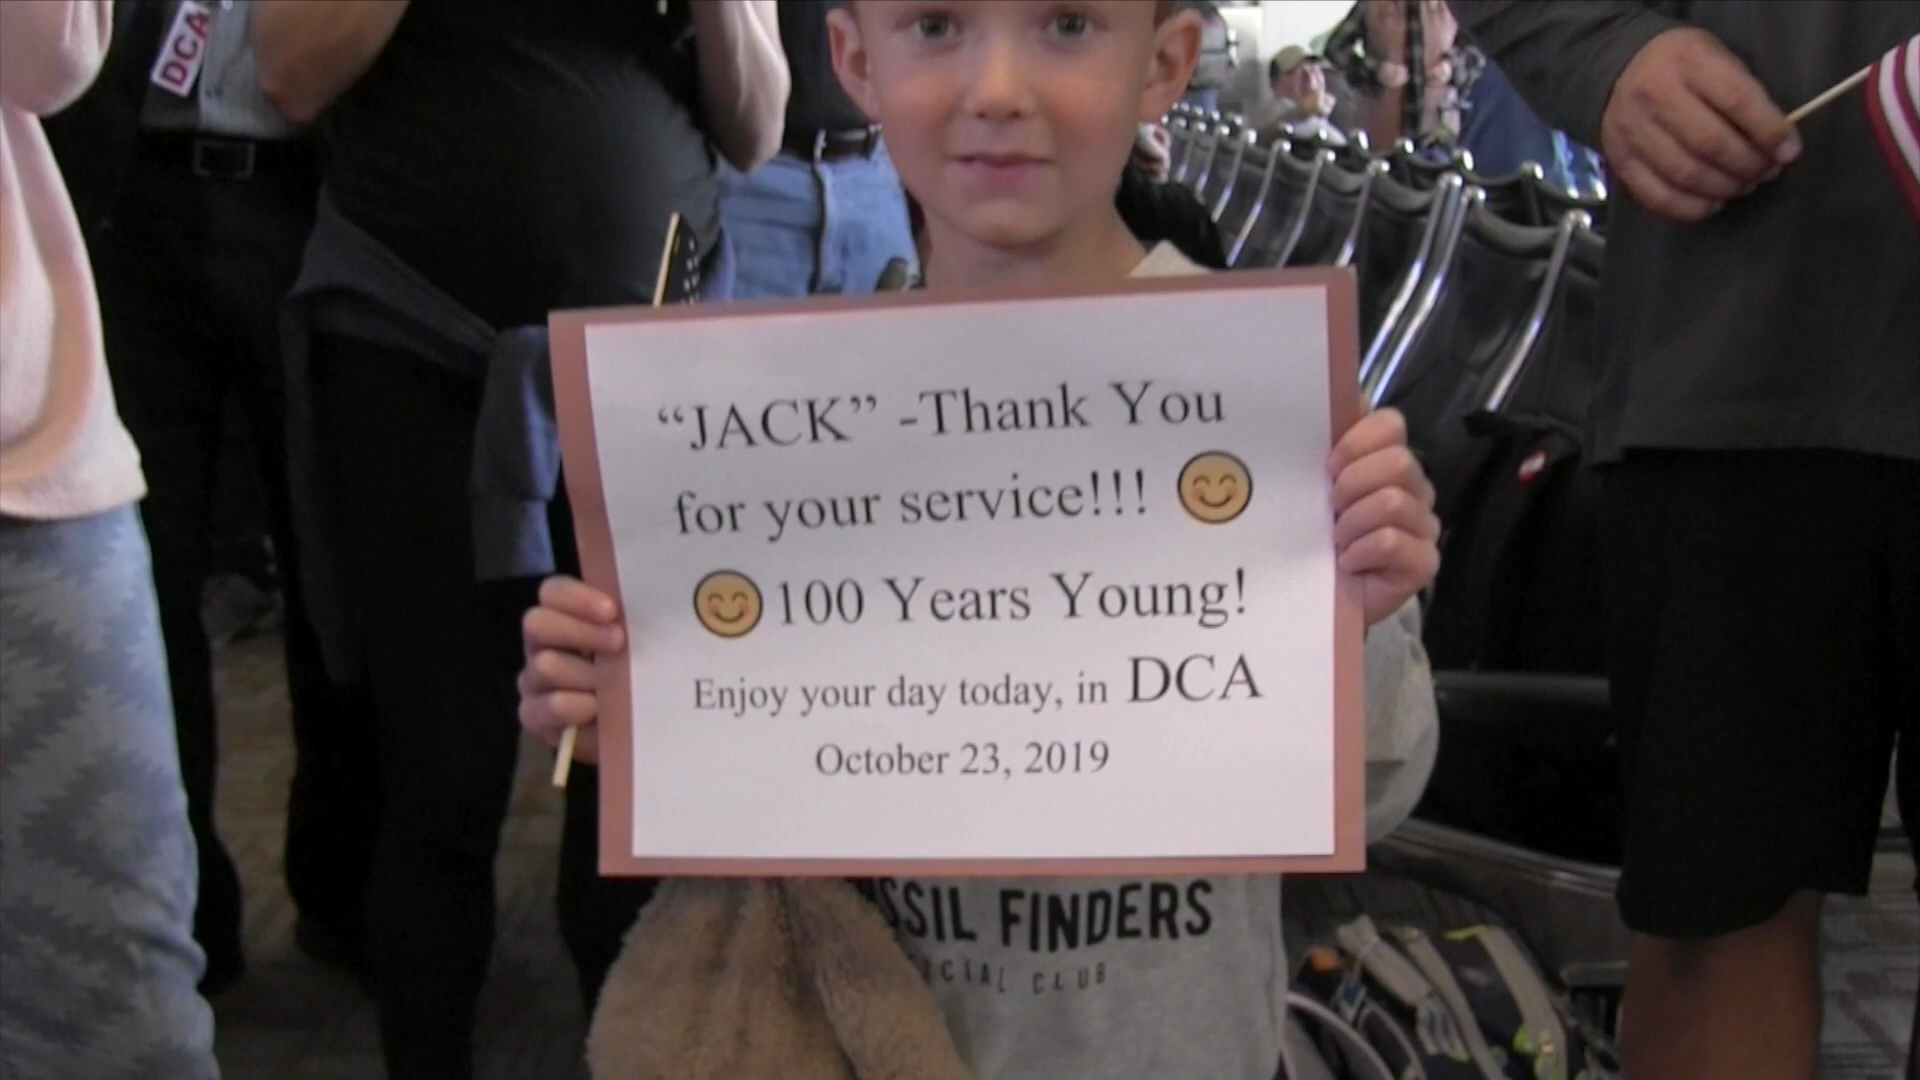 DCA
“JACK” -Thank You
for your service!!! 😊
😊 100 Years Young!
Enjoy your day today, in DCA
October 23, 2019
SSIL FINDERS
CIAL CLUB